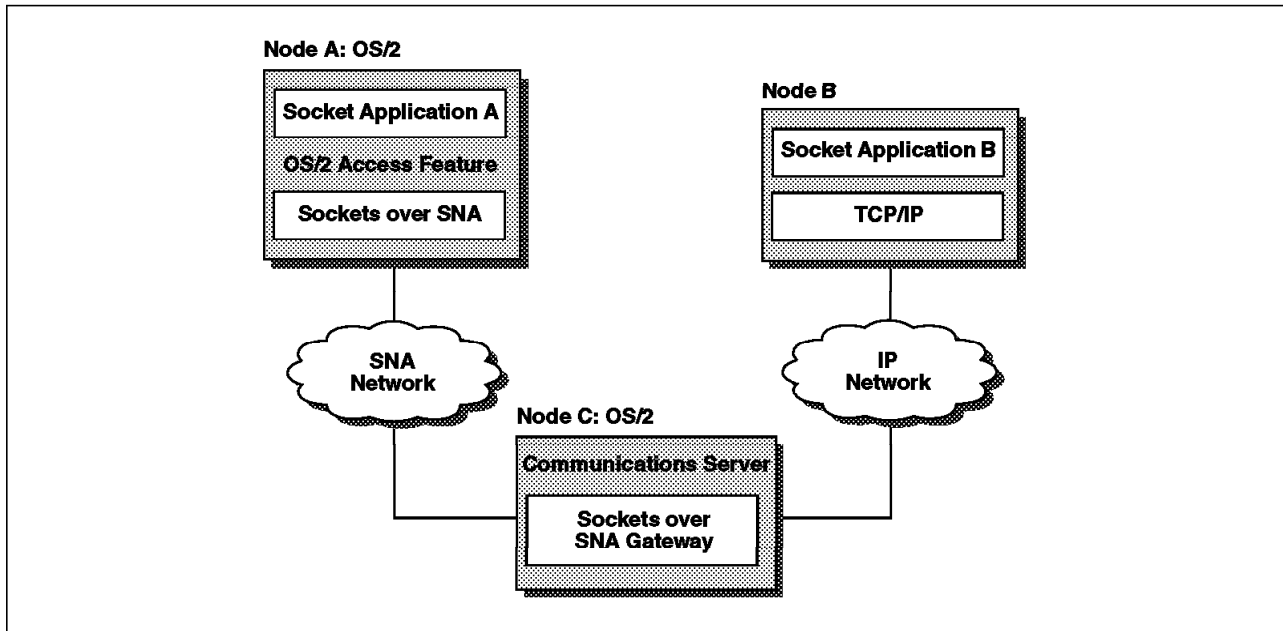 Node A: OS/2
Socket Application A
OS/2 Access Feature
Sockets over SNA
Node B
Socket Application B
TCP/IP
SNA
Network
IP
Network
Node C: OS/2
Communications Server
Sockets over
SNA Gateway